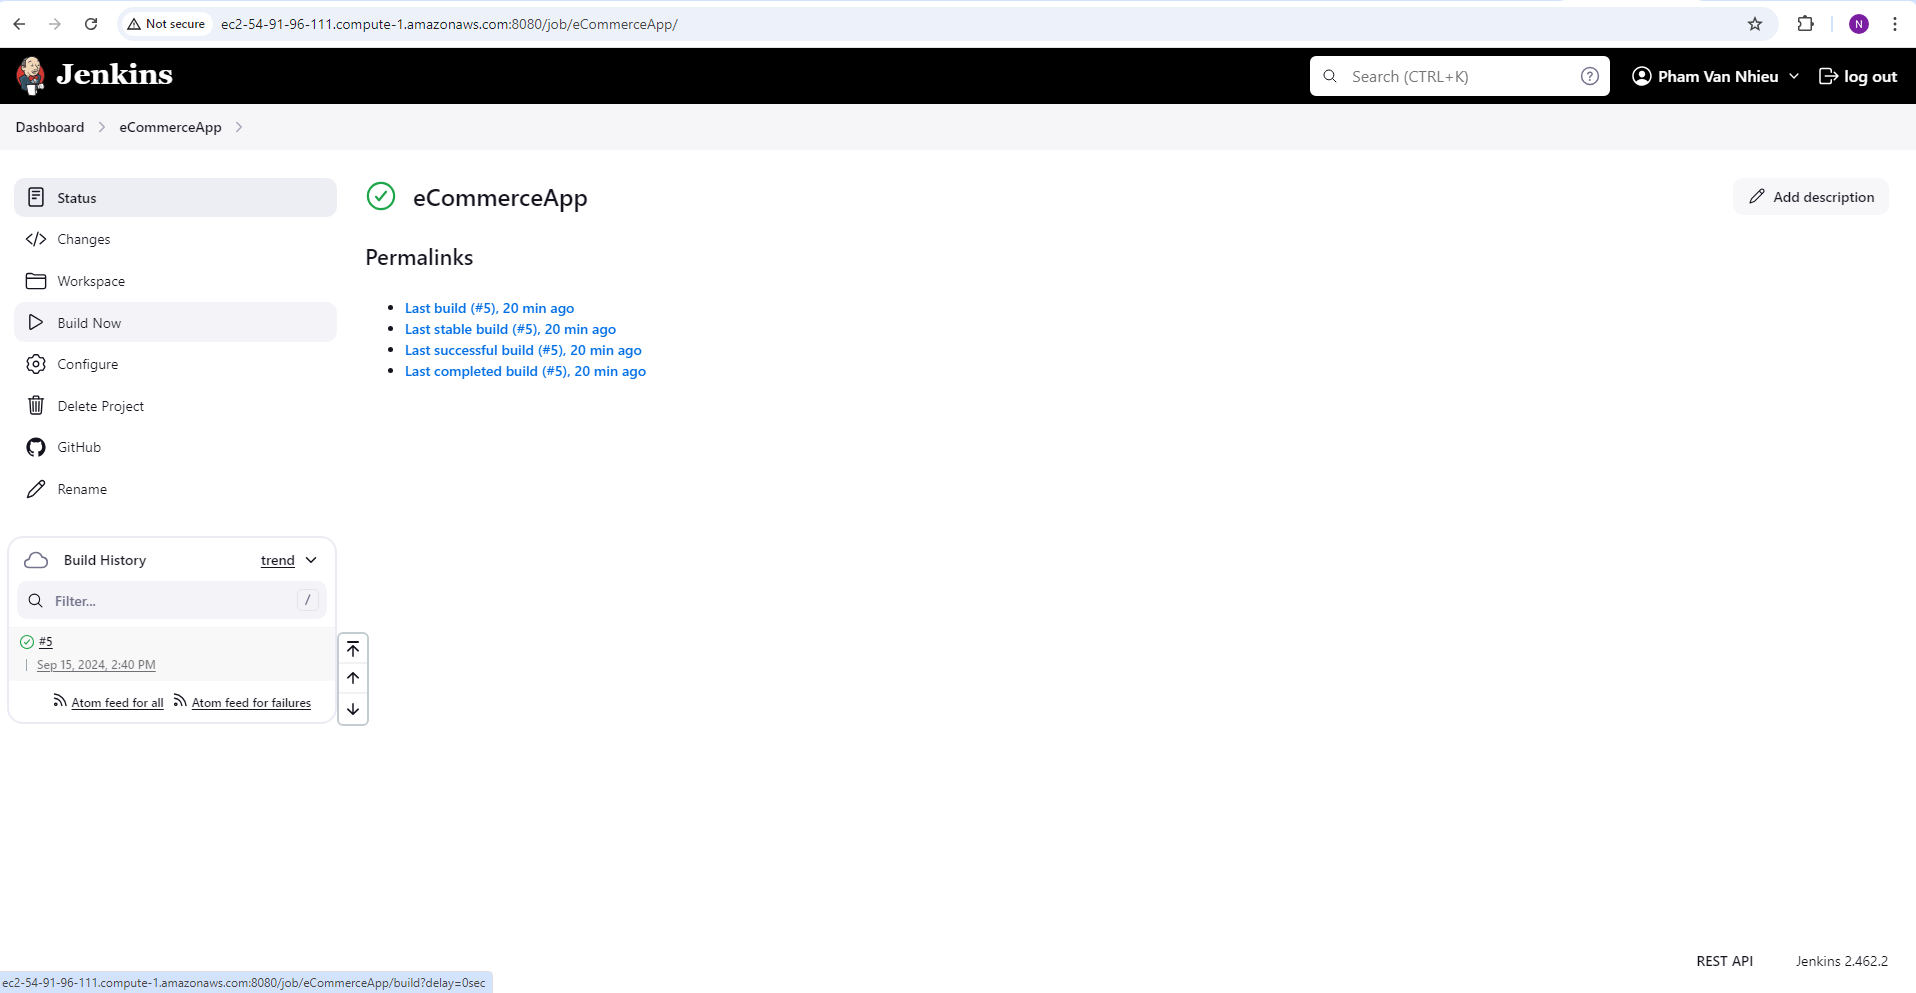 Not secure ec2-54-91-96-111.compute-1.amazonaws.com:8080/job/eCommerceApp/ N
Jenkins Search (CTRL+K) ? Pham Van Nhieu log out
Dashboard eCommerceApp
Status
Changes
Workspace
Build Now
Configure
Delete Project
GitHub
Rename
Build History trend
Filter... /
#5
Sep 15, 2024, 2:40 PM
Atom feed for all Atom feed for failures
eCommerceApp Add description
Permalinks
Last build (#5), 20 min ago
Last stable build (#5), 20 min ago
Last successful build (#5), 20 min ago
Last completed build (#5), 20 min ago
REST API Jenkins 2.462.2
ec2-54-91-96-111.compute-1.amazonaws.com:8080/job/eCommerceApp/build?delay=0sec